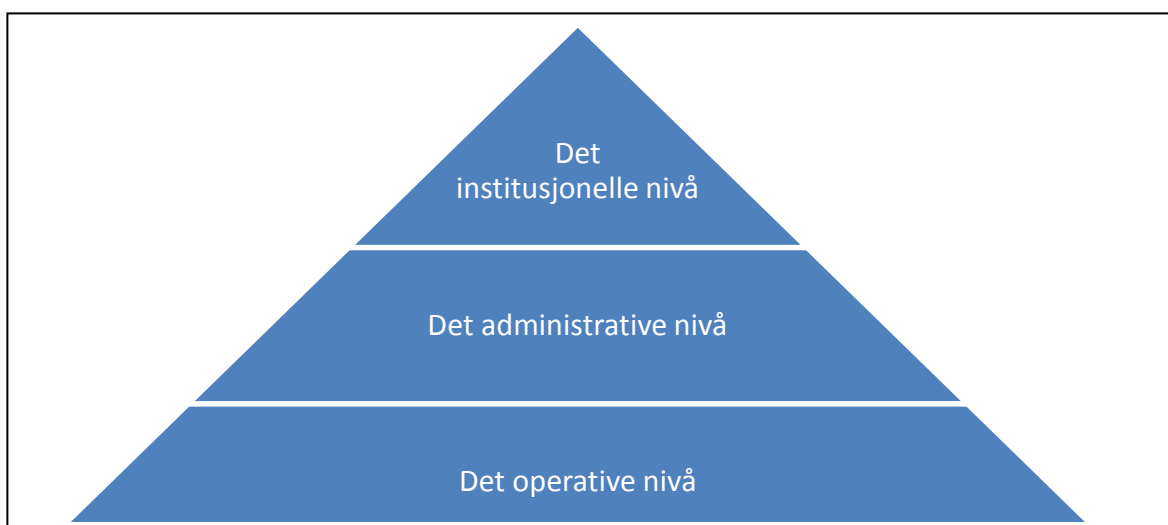 Det
institusjonelle nivå
Det administrative nivå
Det operative nivå